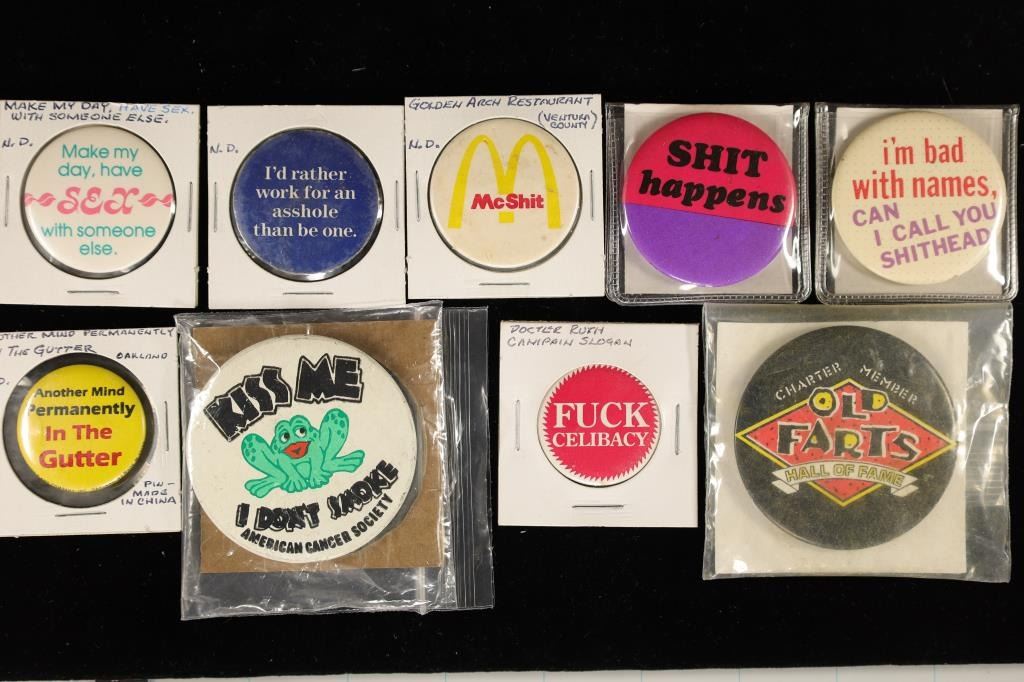 MAKE MY DAY, HAVE SEX
WITH SOMEONE ELSE.
N.D.
Make my
day, have
SEX
with someone
else.
N.D.
I'd rather
work for an
asshole
than be one.
GOLDEN ARCH RESTAURANT
(VENTURA
COUNTY)
N.D.
McShit
SHIT
happens
i'm bad
with names,
CAN
I CALL YOU
SHITHEAD
MIND PERMANENTLY
THE GUTTER OAKLAND
Another Mind
Permanently
In The
Gutter
PIN-
MADE
IN CHINA
KISS ME
I DON'T SMOKE
AMERICAN CANCER SOCIETY
DOCTER RUTH
CAMPAIN SLOGAN
FUCK
CELIBACY
CHARTER MEMBER
OLD
FARTS
HALL OF FAME